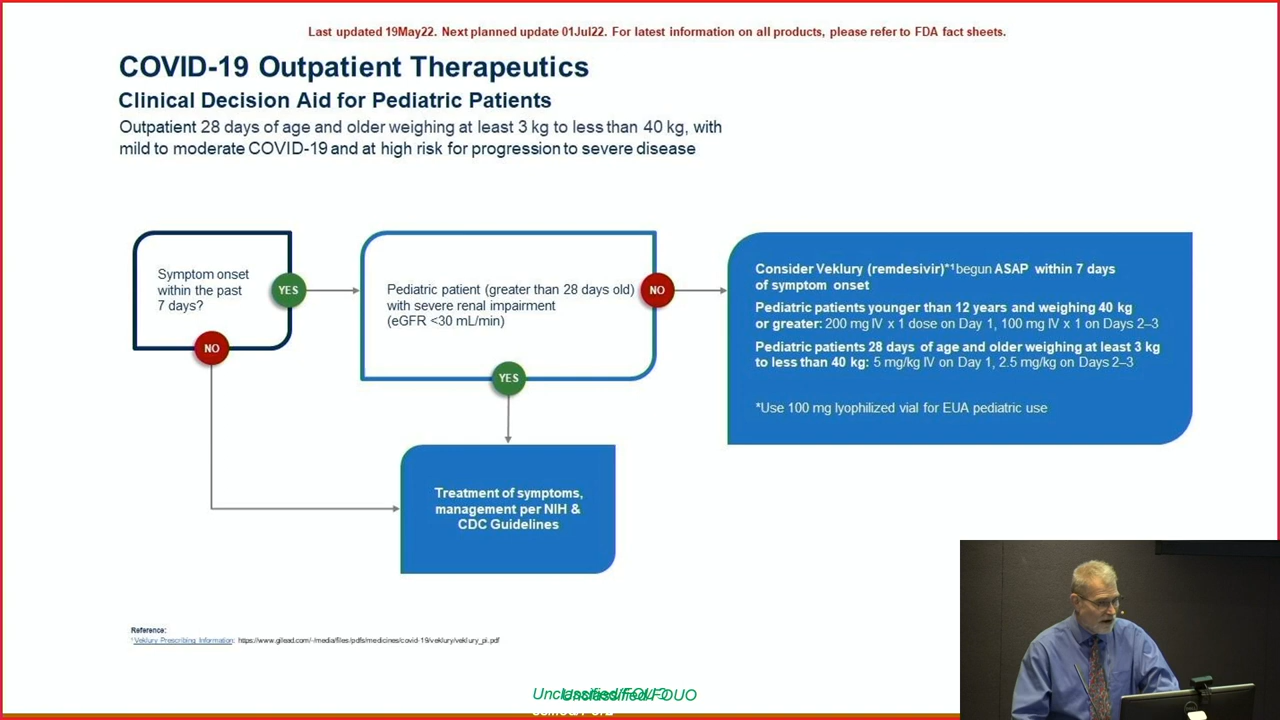 Last updated 19May22. Next planned update 01Jul22. For latest information on all products, please refer to FDA fact sheets.
COVID-19 Outpatient Therapeutics
Clinical Decision Aid for Pediatric Patients
Outpatient 28 days of age and older weighing at least 3 kg to less than 40 kg, with
mild to moderate COVID-19 and at high risk for progression to severe disease
Symptom onset
within the past
7 days?
YES
NO
Pediatric patient (greater than 28 days old)
with severe renal impairment
(eGFR <30 mL/min)
NO
YES
Consider Veklury (remdesivir)*¹begun ASAP within 7 days
of symptom onset
Pediatric patients younger than 12 years and weighing 40 kg
or greater: 200 mg IV x 1 dose on Day 1, 100 mg IV x 1 on Days 2–3
Pediatric patients 28 days of age and older weighing at least 3 kg
to less than 40 kg: 5 mg/kg IV on Day 1, 2.5 mg/kg on Days 2–3
*Use 100 mg lyophilized vial for EUA pediatric use
Treatment of symptoms,
management per NIH &
CDC Guidelines
Reference:
¹Veklury Prescribing Information: https://www.gilead.com/-/media/files/pdfs/medicines/covid-19/veklury/veklury_pi.pdf
Unclassified/FOUO